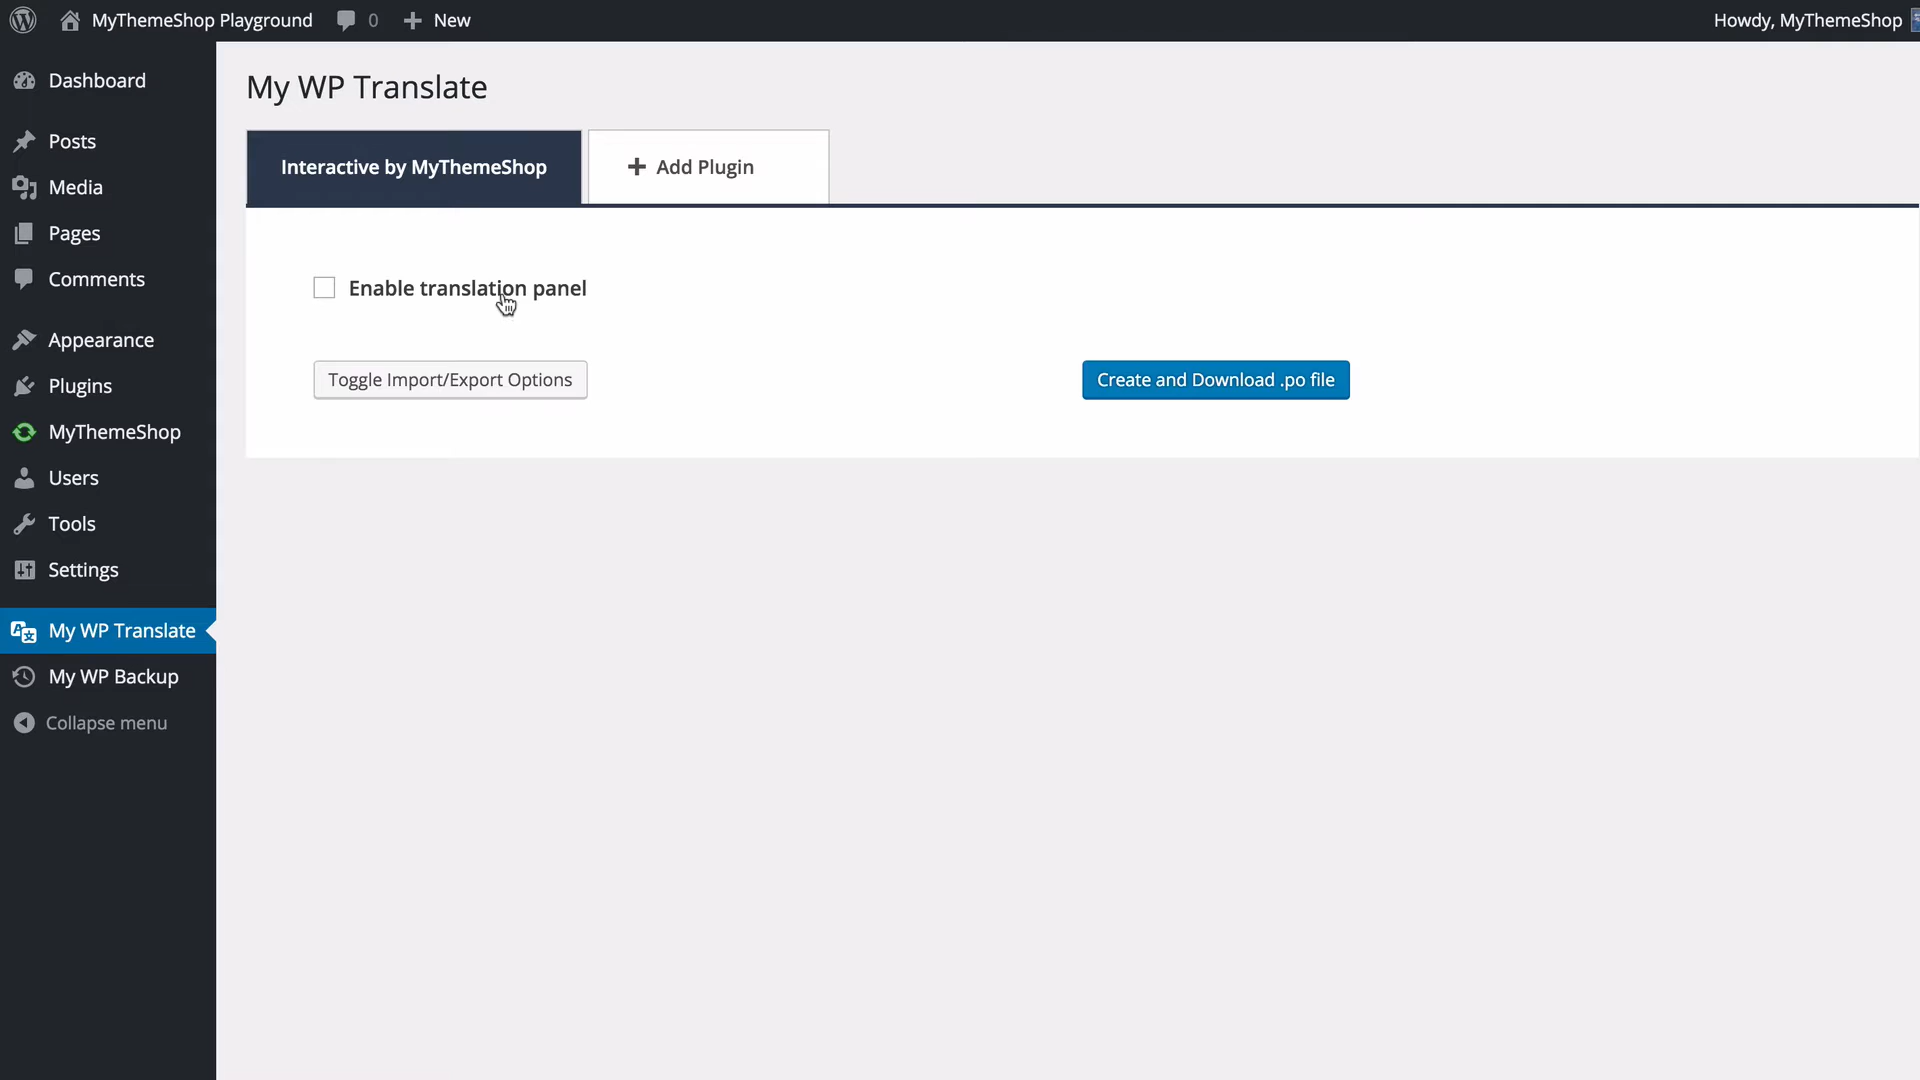 MyThemeShop Playground
0
New
Howdy, MyThemeShop
Dashboard
Posts
Media
Pages
Comments
Appearance
Plugins
MyThemeShop
Users
Tools
Settings
My WP Translate
My WP Backup
Collapse menu
My WP Translate
Interactive by MyThemeShop
Add Plugin
Enable translation panel
Toggle Import/Export Options
Create and Download .po file